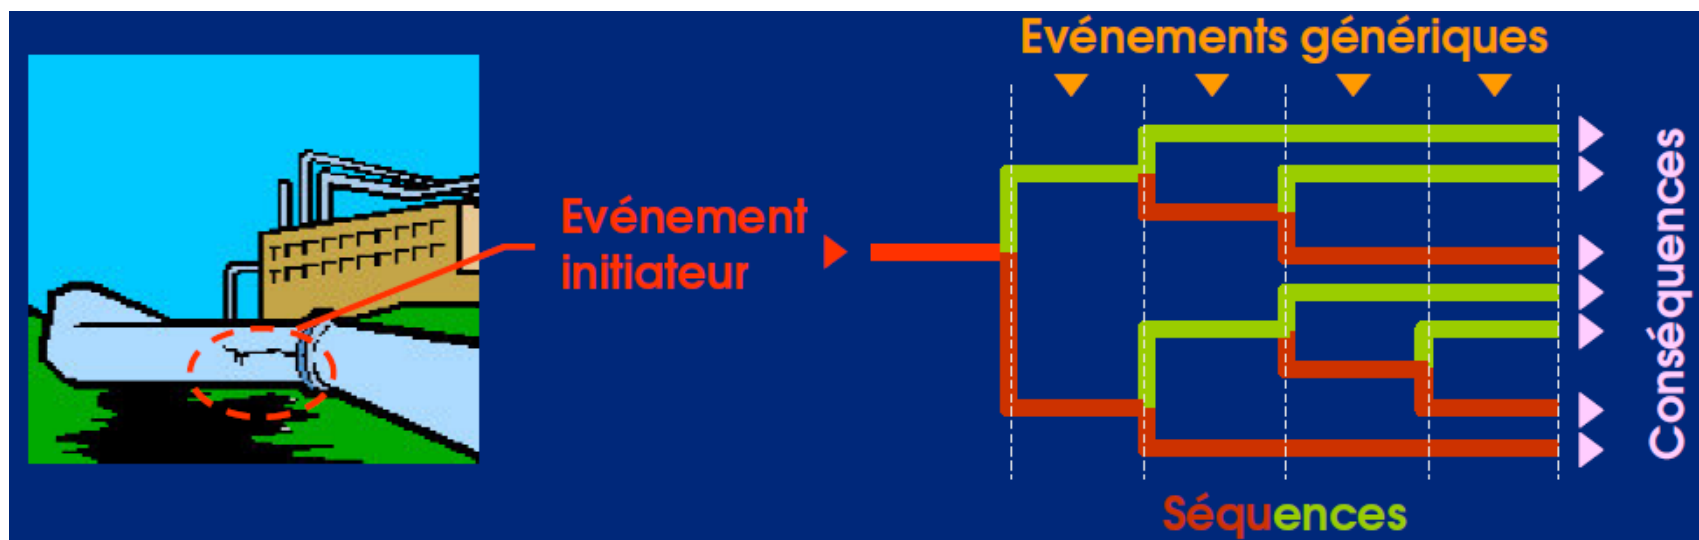 Evénements génériques
Evénement
initiateur
Conséquences
Séquences